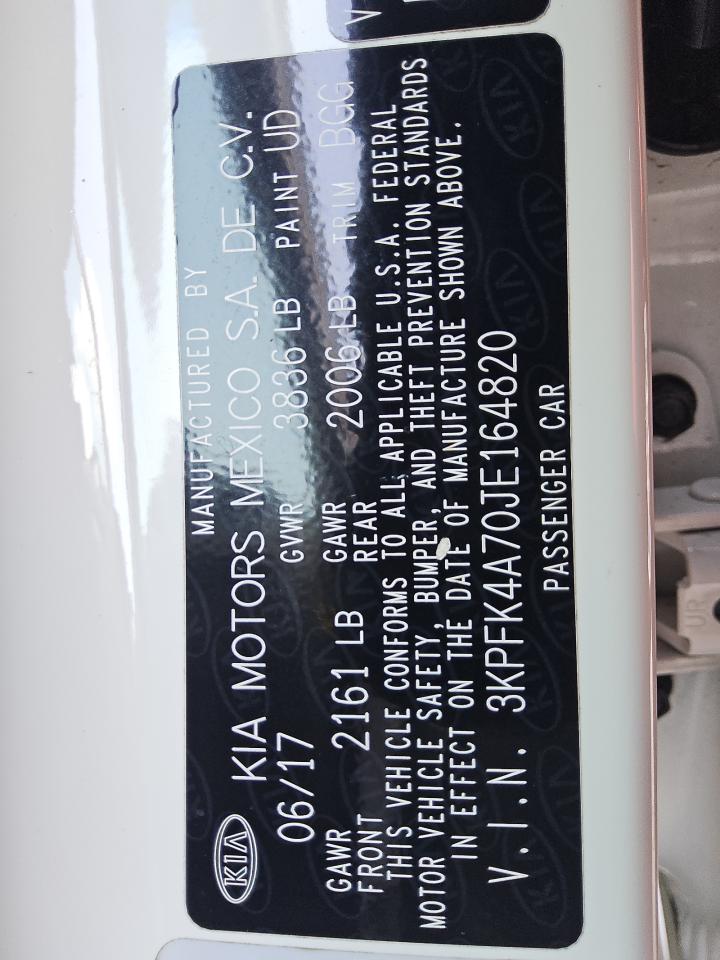 MANUFACTURED BY
KIA KIA MOTORS MEXICO S.A. DE C.V.
06/17 GVWR 3836 LB PAINT UD
GAWR FRONT 2161 LB GAWR REAR 2006 LB TRIM BGG
THIS VEHICLE CONFORMS TO ALL APPLICABLE U.S.A. FEDERAL
MOTOR VEHICLE SAFETY, BUMPER, AND THEFT PREVENTION STANDARDS
IN EFFECT ON THE DATE OF MANUFACTURE SHOWN ABOVE.
V.I.N. 3KPFK4A70JE164820
PASSENGER CAR
UR